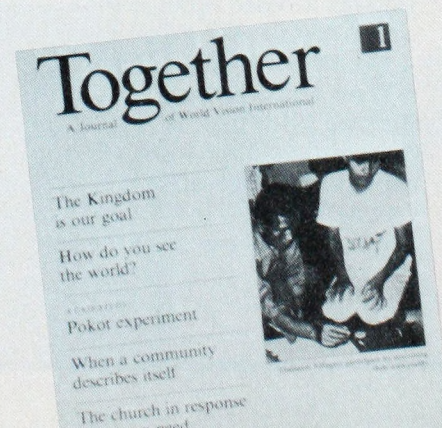 Together
1
A Journal of World Vision International
The Kingdom
is our goal
How do you see
the world?
Pokot experiment
When a community
describes itself
The church in response
need